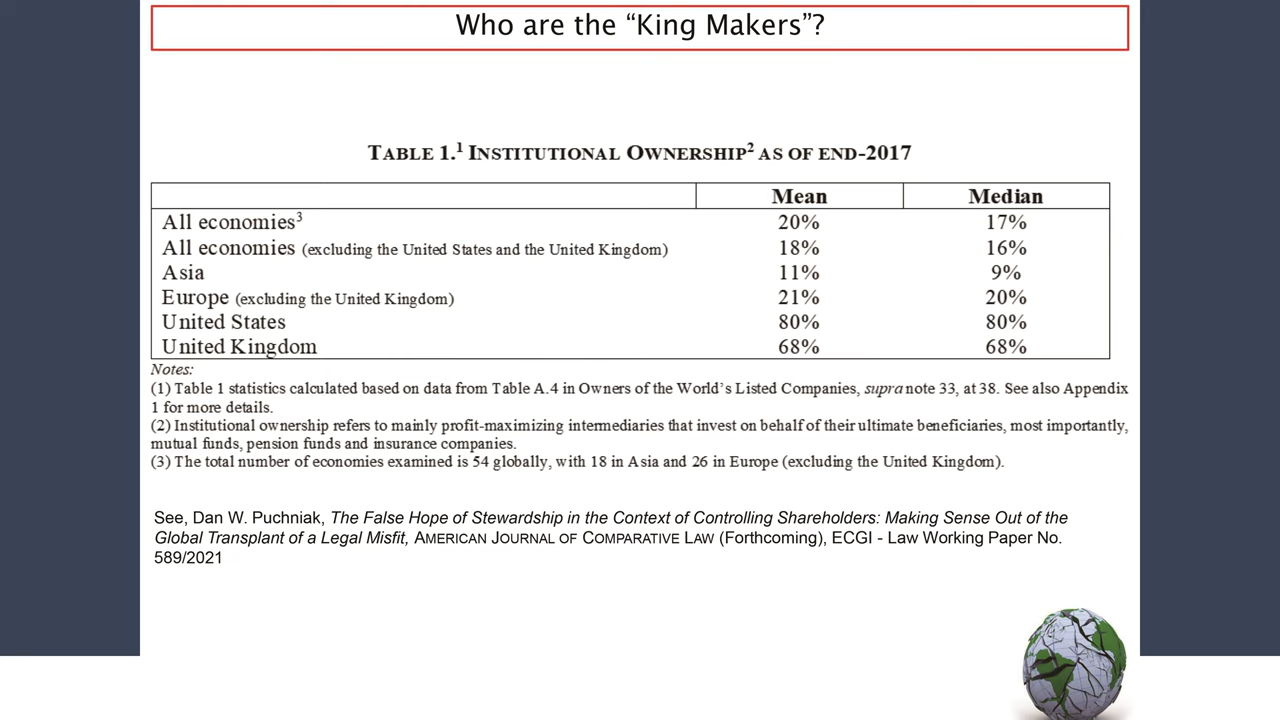 Who are the “King Makers”?
TABLE 1.¹ INSTITUTIONAL OWNERSHIP² AS OF END-2017
Mean Median
All economies³ 20% 17%
All economies (excluding the United States and the United Kingdom) 18% 16%
Asia 11% 9%
Europe (excluding the United Kingdom) 21% 20%
United States 80% 80%
United Kingdom 68% 68%
Notes:
(1) Table 1 statistics calculated based on data from Table A.4 in Owners of the World’s Listed Companies, supra note 33, at 38. See also Appendix
1 for more details.
(2) Institutional ownership refers to mainly profit-maximizing intermediaries that invest on behalf of their ultimate beneficiaries, most importantly,
mutual funds, pension funds and insurance companies.
(3) The total number of economies examined is 54 globally, with 18 in Asia and 26 in Europe (excluding the United Kingdom).
See, Dan W. Puchniak, The False Hope of Stewardship in the Context of Controlling Shareholders: Making Sense Out of the
Global Transplant of a Legal Misfit, AMERICAN JOURNAL OF COMPARATIVE LAW (Forthcoming), ECGI - Law Working Paper No.
589/2021